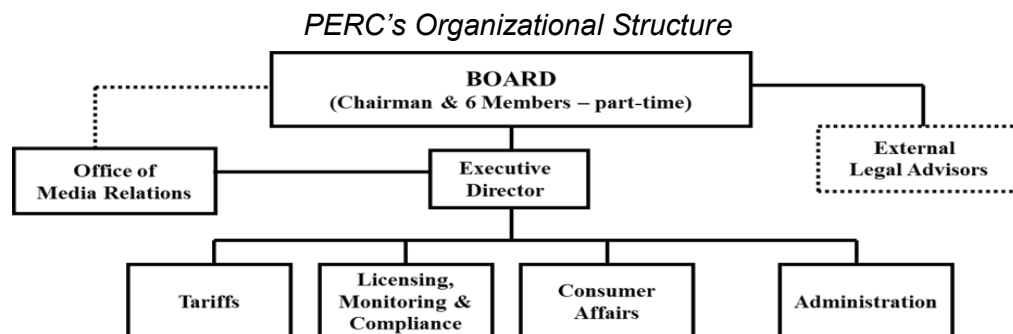 PERC's Organizational Structure
BOARD
(Chairman & 6 Members – part-time)
Office of
Media Relations
Executive
Director
External
Legal Advisors
Tariffs
Licensing,
Monitoring &
Compliance
Consumer
Affairs
Administration